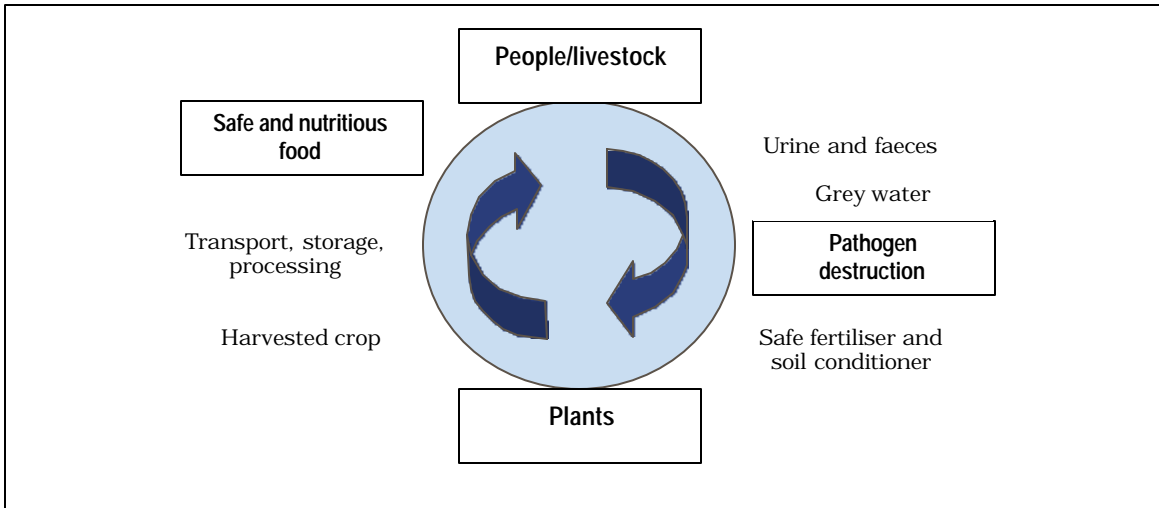 People/livestock
Safe and nutritious
food
Urine and faeces
Grey water
Transport, storage,
processing
Pathogen
destruction
Harvested crop
Safe fertiliser and
soil conditioner
Plants